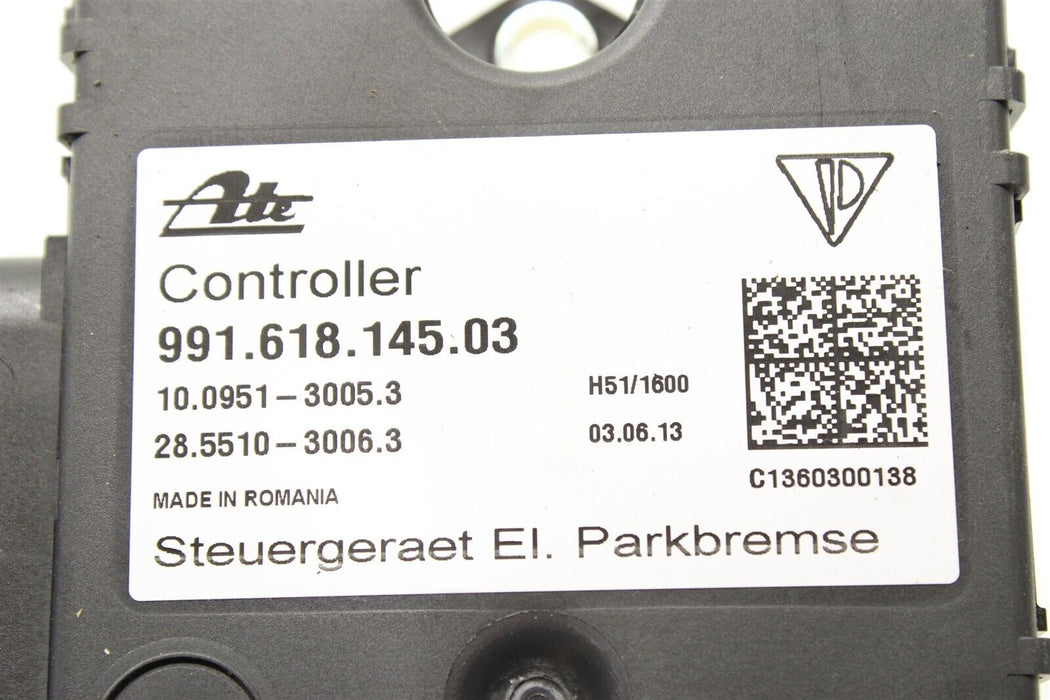 Ate
Controller
991.618.145.03
10.0951-3005.3 H51/1600
28.5510-3006.3 03.06.13
C1360300138
MADE IN ROMANIA
Steuergeraet El. Parkbremse